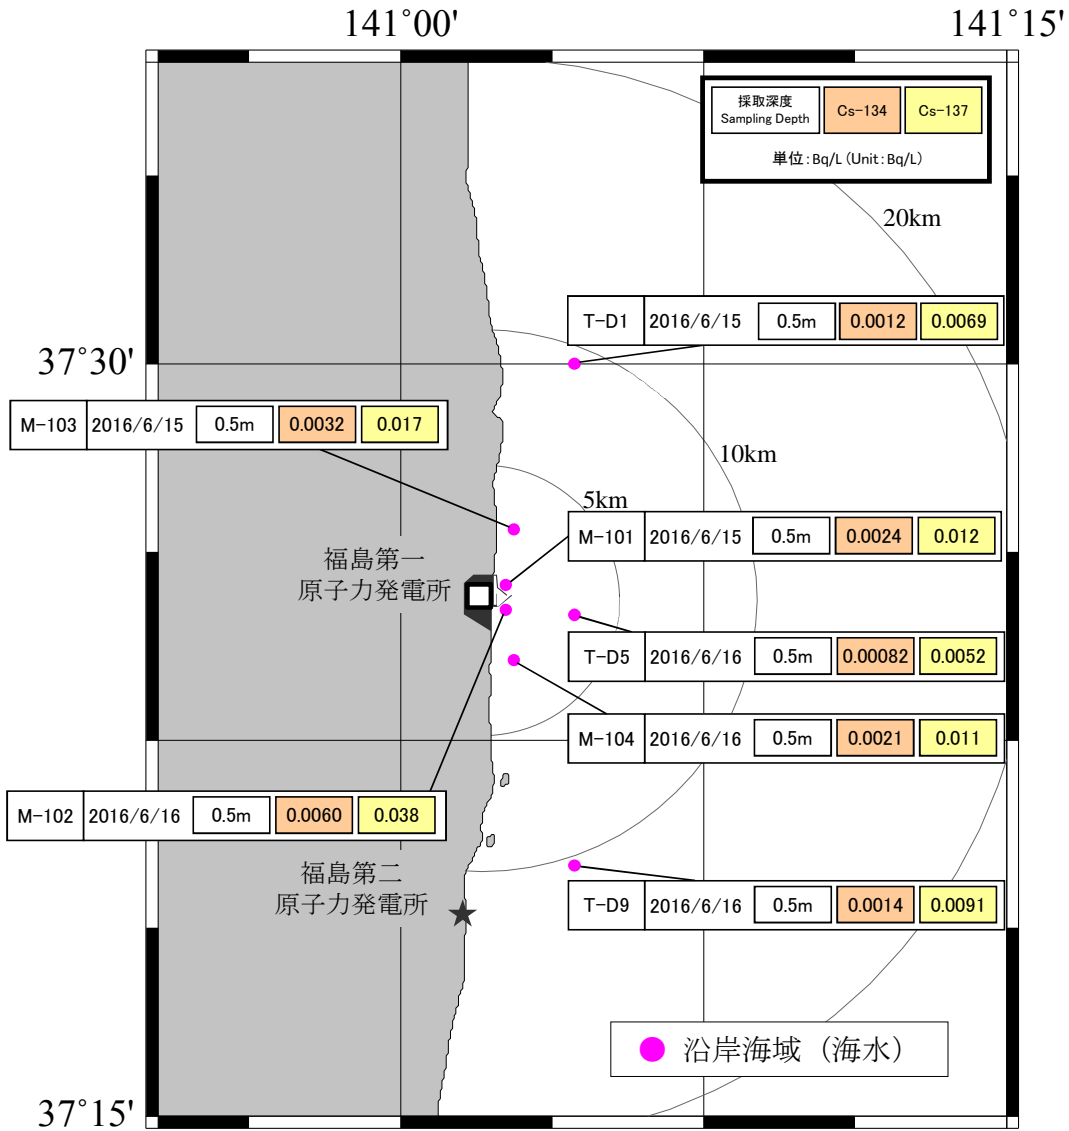 141°00'
141°15'
採取深度
Sampling Depth
Cs-134
Cs-137
単位:Bq/L (Unit:Bq/L)
20km
T-D1 2016/6/15 0.5m 0.0012 0.0069
37°30'
M-103 2016/6/15 0.5m 0.0032 0.017
10km
5km
M-101 2016/6/15 0.5m 0.0024 0.012
福島第一
原子力発電所
T-D5 2016/6/16 0.5m 0.00082 0.0052
M-104 2016/6/16 0.5m 0.0021 0.011
M-102 2016/6/16 0.5m 0.0060 0.038
福島第二
原子力発電所
T-D9 2016/6/16 0.5m 0.0014 0.0091
沿岸海域（海水）
37°15'